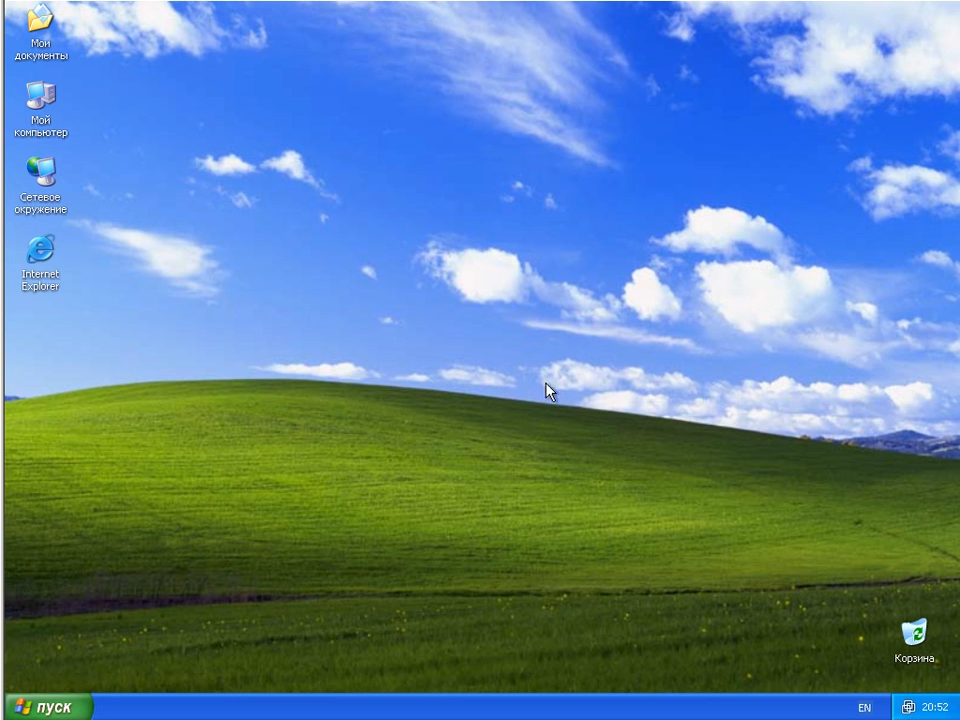 Мои
документы
Мой
компьютер
Сетевое
окружение
Internet
Explorer
Корзина
пуск
EN
20:52